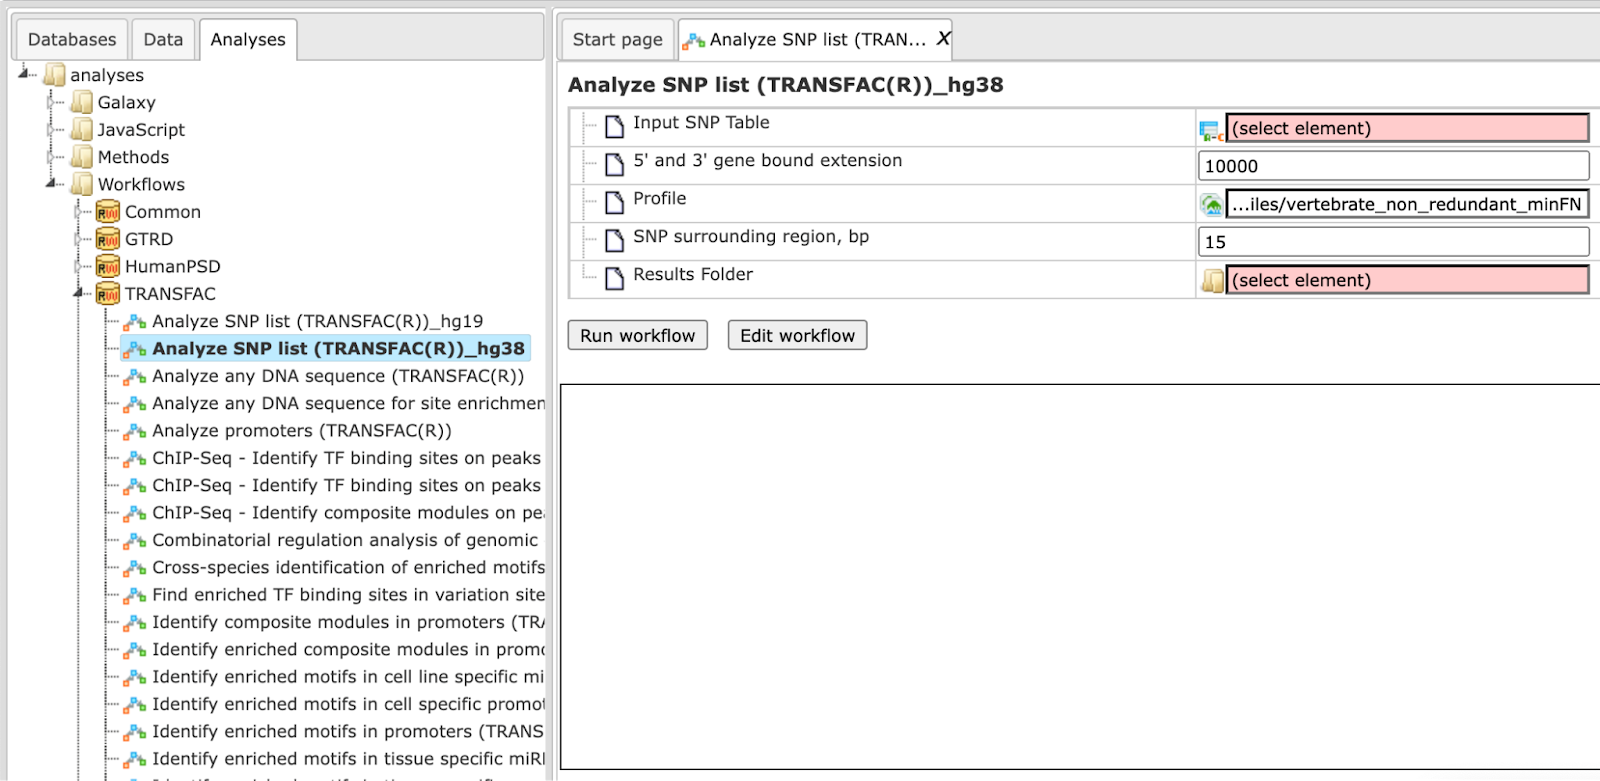 Databases Data Analyses
analyses
Galaxy
JavaScript
Methods
Workflows
Common
GTRD
HumanPSD
TRANSFAC
Analyze SNP list (TRANSFAC(R))_hg19
Analyze SNP list (TRANSFAC(R))_hg38
Analyze any DNA sequence (TRANSFAC(R))
Analyze any DNA sequence for site enrichmen
Analyze promoters (TRANSFAC(R))
ChIP-Seq - Identify TF binding sites on peaks
ChIP-Seq - Identify TF binding sites on peaks
ChIP-Seq - Identify composite modules on pea
Combinatorial regulation analysis of genomic
Cross-species identification of enriched motifs
Find enriched TF binding sites in variation site
Identify composite modules in promoters (TRA
Identify enriched composite modules in promo
Identify enriched motifs in cell line specific mi
Identify enriched motifs in cell specific promot
Identify enriched motifs in promoters (TRANS
Identify enriched motifs in tissue specific miR
Start page Analyze SNP list (TRAN... X
Analyze SNP list (TRANSFAC(R))_hg38
Input SNP Table (select element)
5' and 3' gene bound extension 10000
Profile ...iles/vertebrate_non_redundant_minFN
SNP surrounding region, bp 15
Results Folder (select element)
Run workflow Edit workflow